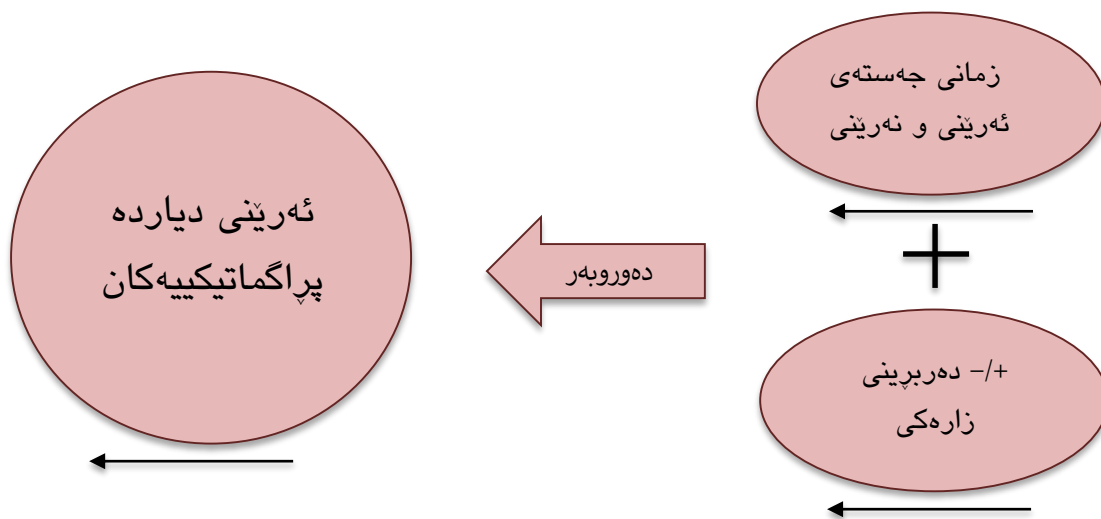 زمانی جەستەی
ئەرێنی و نەرێنی
+/− دەربڕینی
زارەکی
دەوروبەر
ئەرێنی دیاردە
پڕاگماتیکییەکان